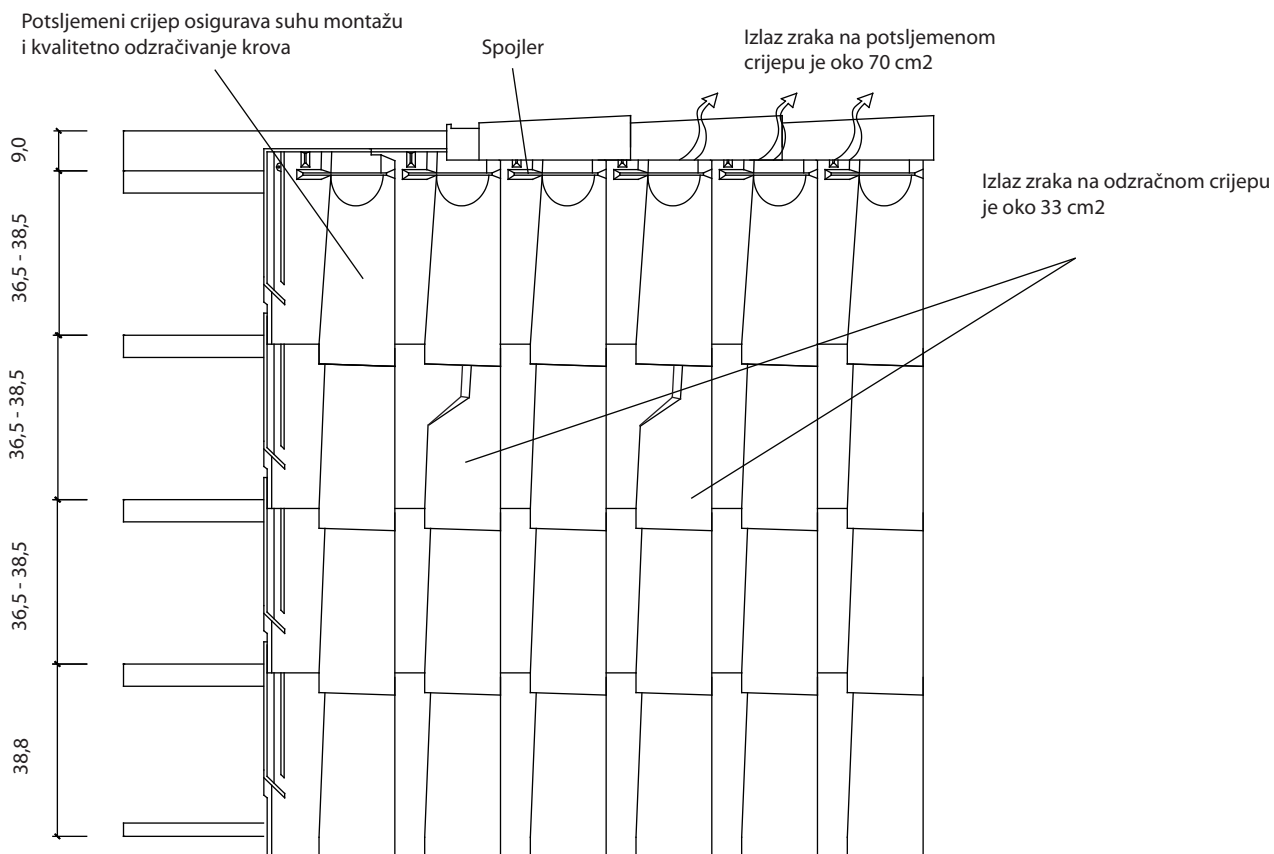 Potsljemeni crijep osigurava suhu montažu
i kvalitetno odzračivanje krova
Spojler
Izlaz zraka na potsljemenom
crijepu je oko 70 cm2
Izlaz zraka na odzračnom crijepu
je oko 33 cm2
9,0
36,5 - 38,5
36,5 - 38,5
36,5 - 38,5
38,8